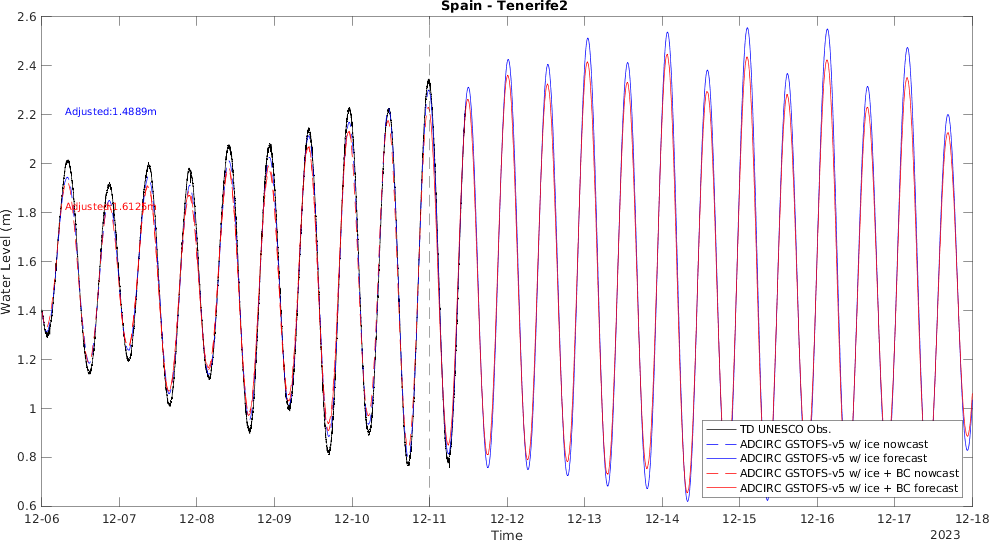 Spain - Tenerife2
2.6
2.4
2.2
2
1.8
1.6
1.4
1.2
1
0.8
0.6
Water Level (m)
Adjusted:1.4889m
Adjusted:1.6125m
TD UNESCO Obs.
ADCIRC GSTOFS-v5 w/ ice nowcast
ADCIRC GSTOFS-v5 w/ ice forecast
ADCIRC GSTOFS-v5 w/ ice + BC nowcast
ADCIRC GSTOFS-v5 w/ ice + BC forecast
12-06 12-07 12-08 12-09 12-10 12-11 12-12 12-13 12-14 12-15 12-16 12-17 12-18
Time
2023